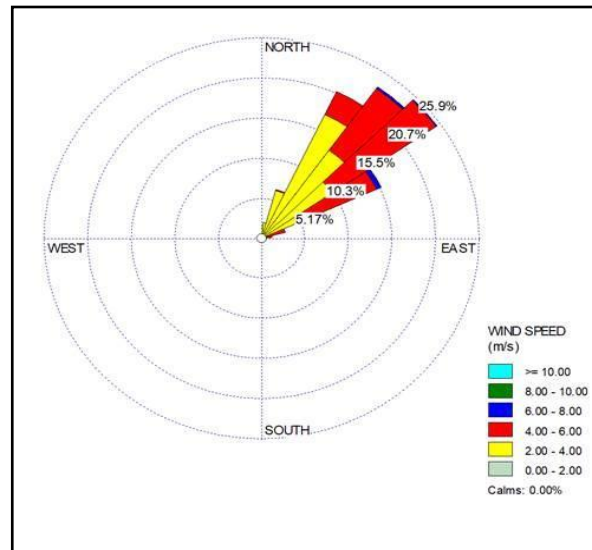 NORTH
25.9%
20.7%
15.5%
10.3%
5.17%
WEST
EAST
SOUTH
WIND SPEED
(m/s)
>= 10.00
8.00 - 10.00
6.00 - 8.00
4.00 - 6.00
2.00 - 4.00
0.00 - 2.00
Calms: 0.00%